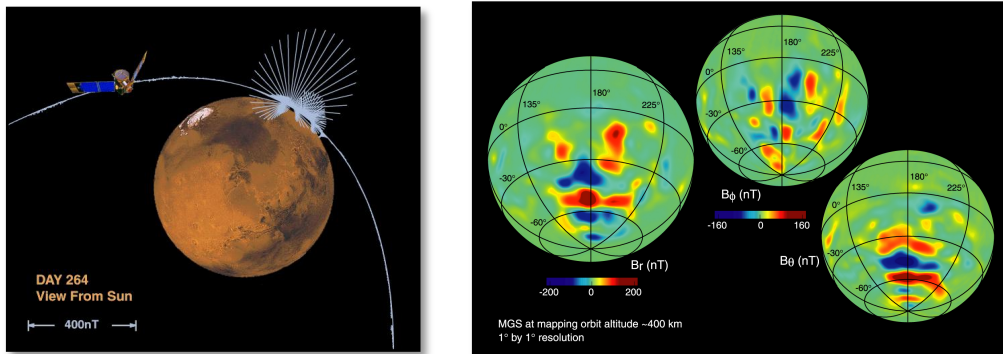 DAY 264
View From Sun
400nT
180°
135°
225°
0°
-30°
-60°
Br (nT)
-200 0 200
180°
135°
225°
0°
-30°
-60°
Bϕ (nT)
-160 0 160
180°
135°
225°
0°
-30°
-60°
Bθ (nT)
MGS at mapping orbit altitude ~400 km
1° by 1° resolution